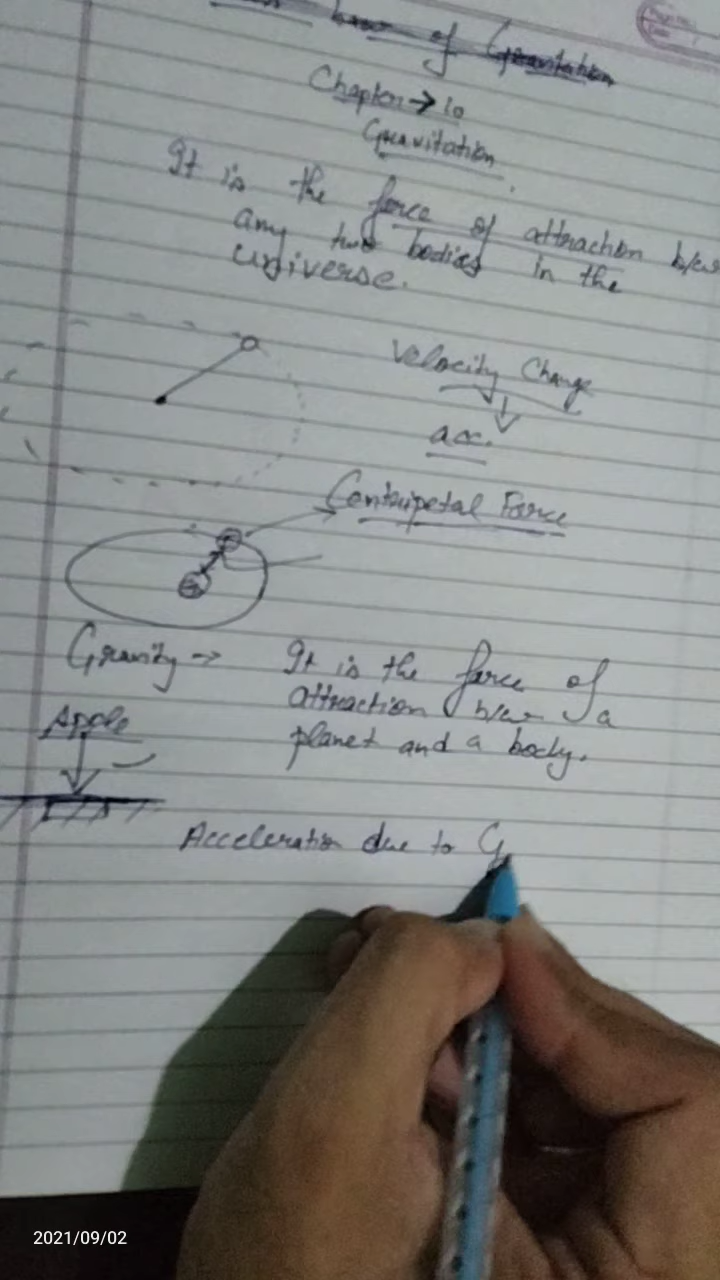 Law of Gravitation
Chapter → 10
Gravitation.
It is the force of attraction b/w
any two bodies in the
universe.
Velocity Change
acc.
Centripetal Force
Gravity → It is the force of
attraction b/w a
planet and a body.
Apple
Acceleration due to G
2021/09/02